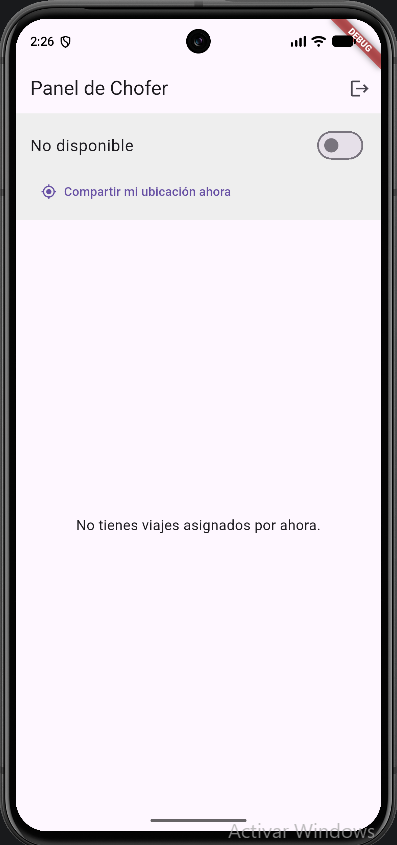 2:26
DEBUG
Panel de Chofer
No disponible
Compartir mi ubicación ahora
No tienes viajes asignados por ahora.
Activar Windows